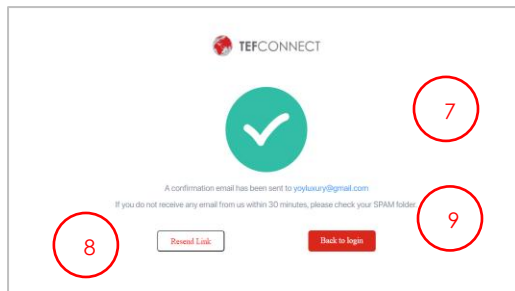 TEFCONNECT
7
A confirmation email has been sent to yoyluxury@gmail.com
If you do not receive any email from us within 30 minutes, please check your SPAM folder.
9
8
Resend Link
Back to login